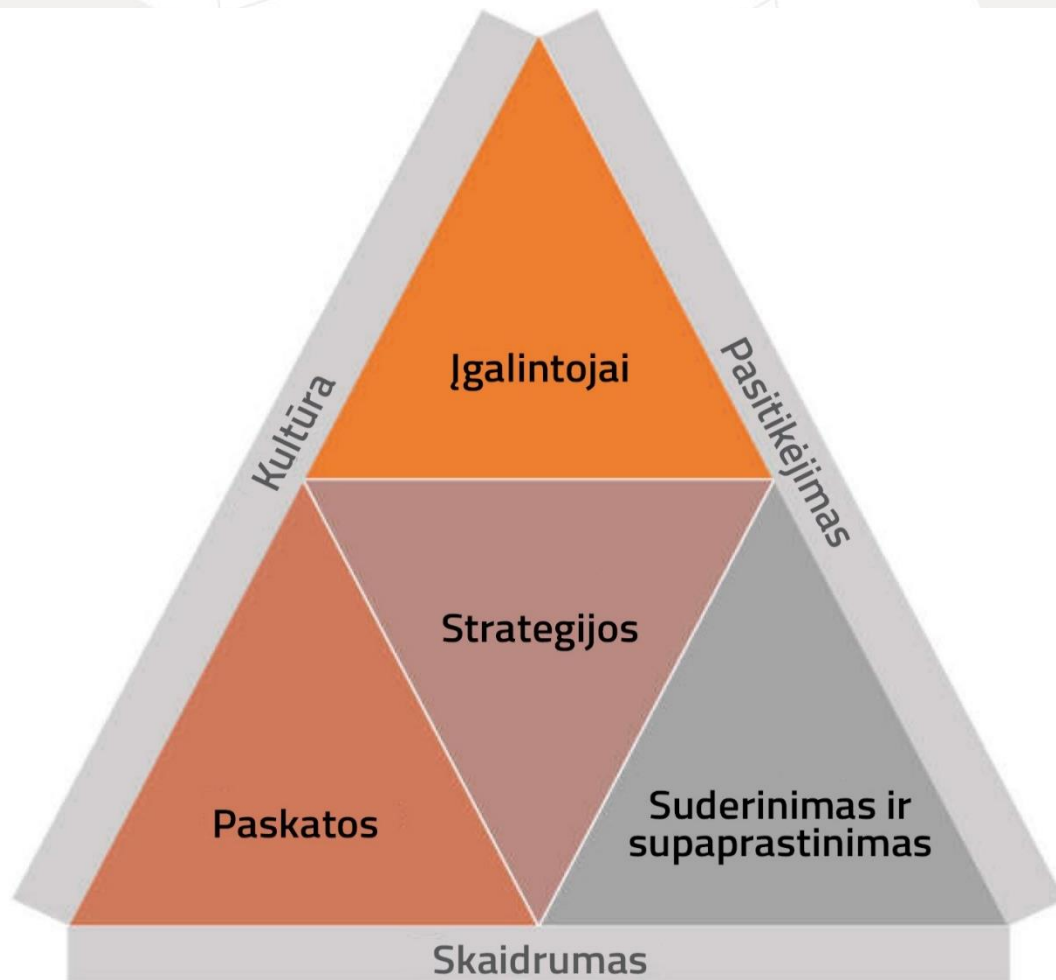 Įgalintojai
Kultūra
Pasitikėjimas
Strategijos
Paskatos
Suderinimas ir
supaprastinimas
Skaidrumas